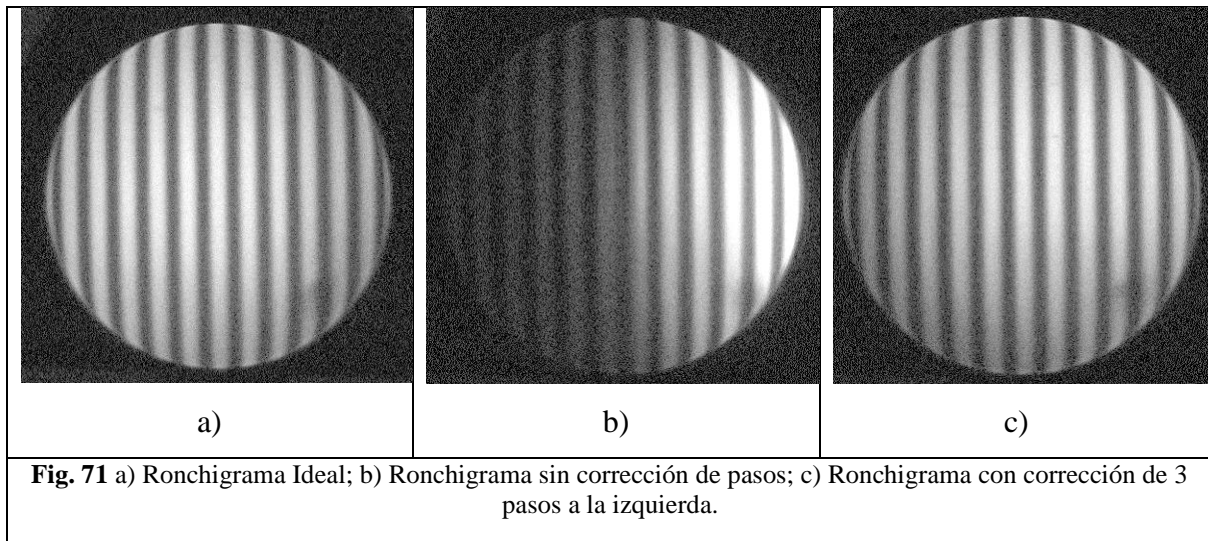 a) b) c)
Fig. 71 a) Ronchigrama Ideal; b) Ronchigrama sin corrección de pasos; c) Ronchigrama con corrección de 3
pasos a la izquierda.